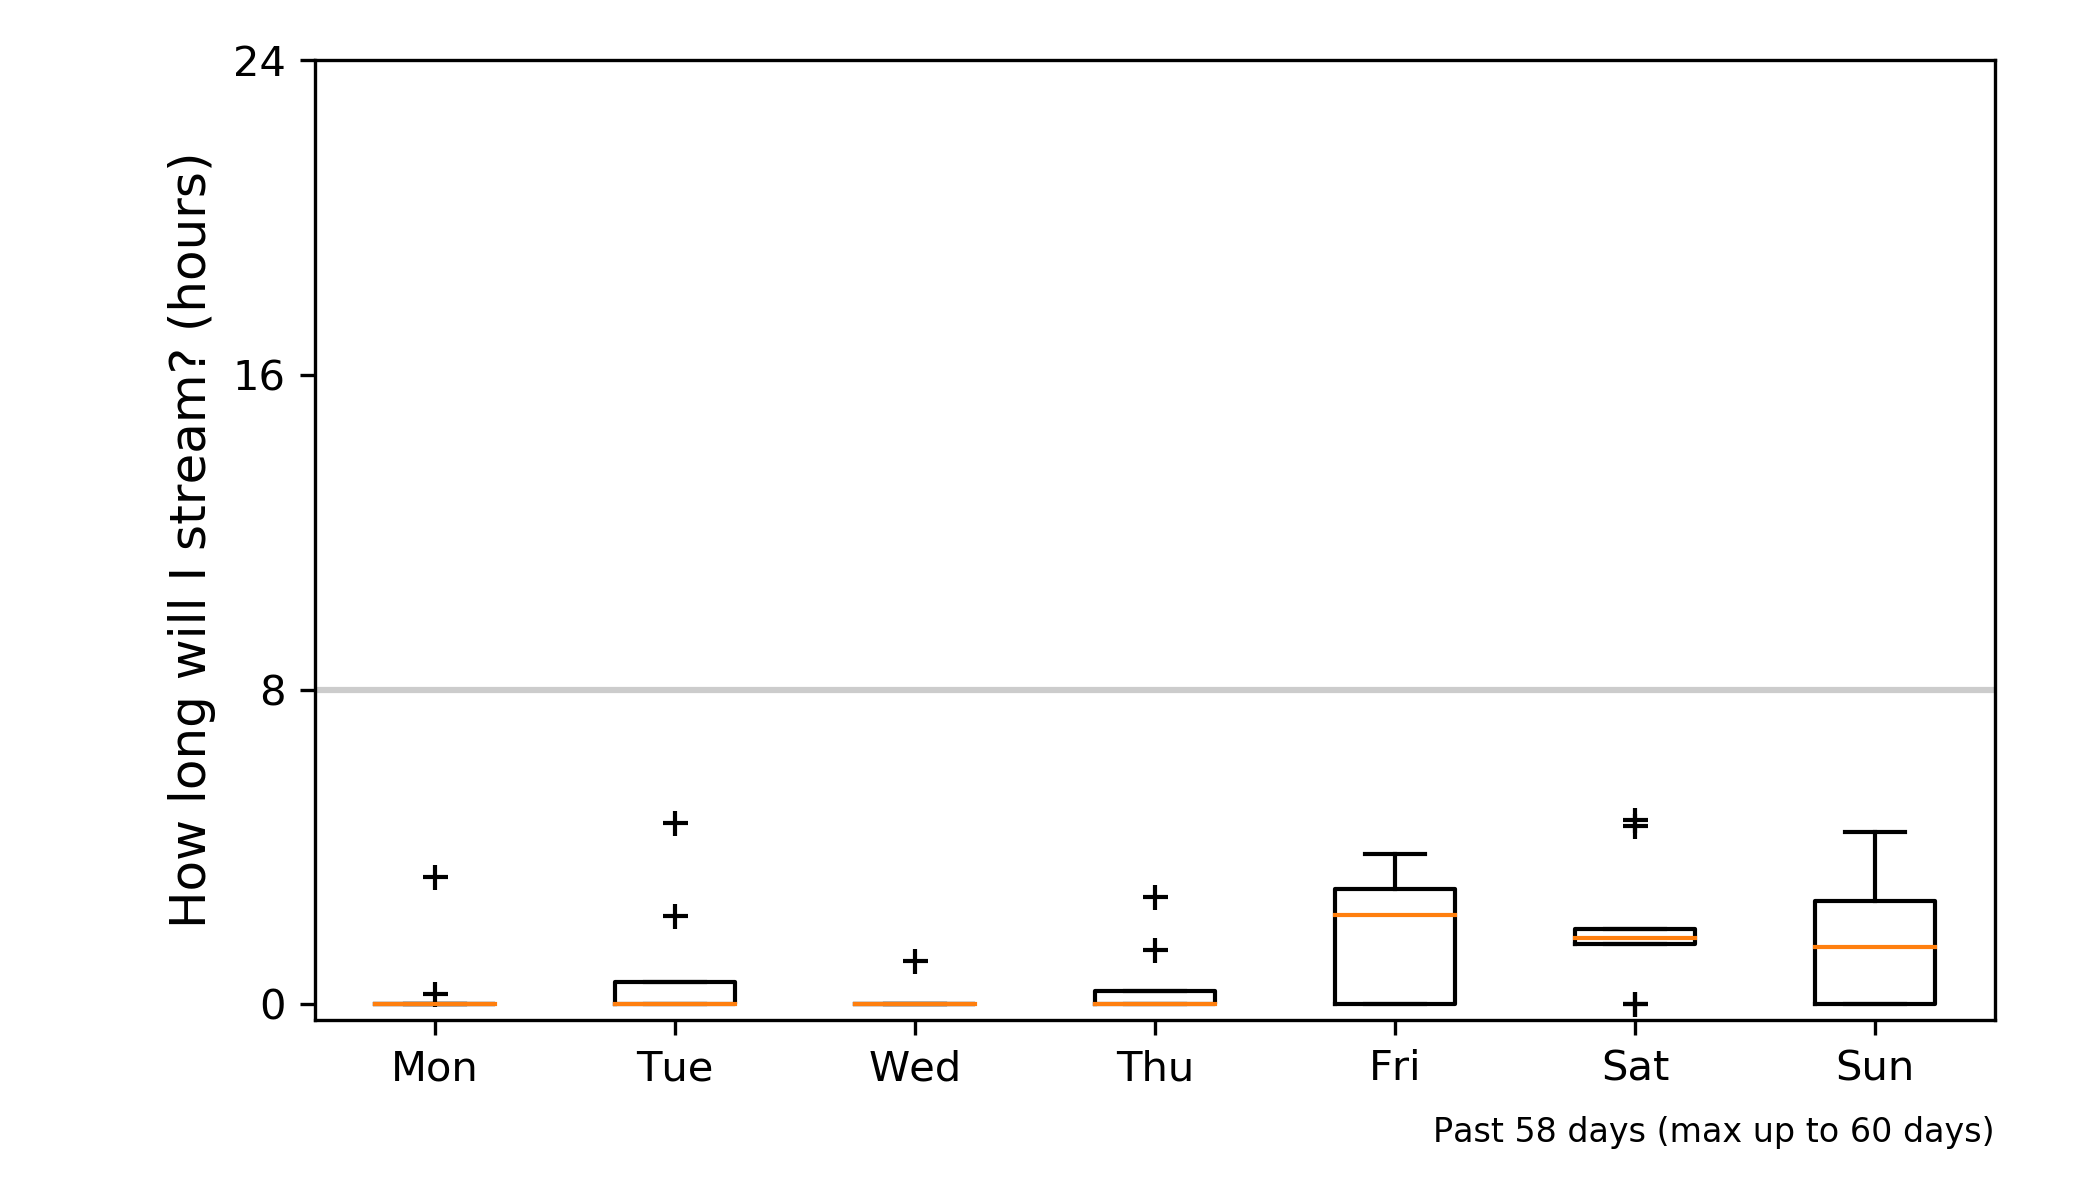 How long will I stream? (hours)
24
16
8
0
Mon Tue Wed Thu Fri Sat Sun
Past 58 days (max up to 60 days)